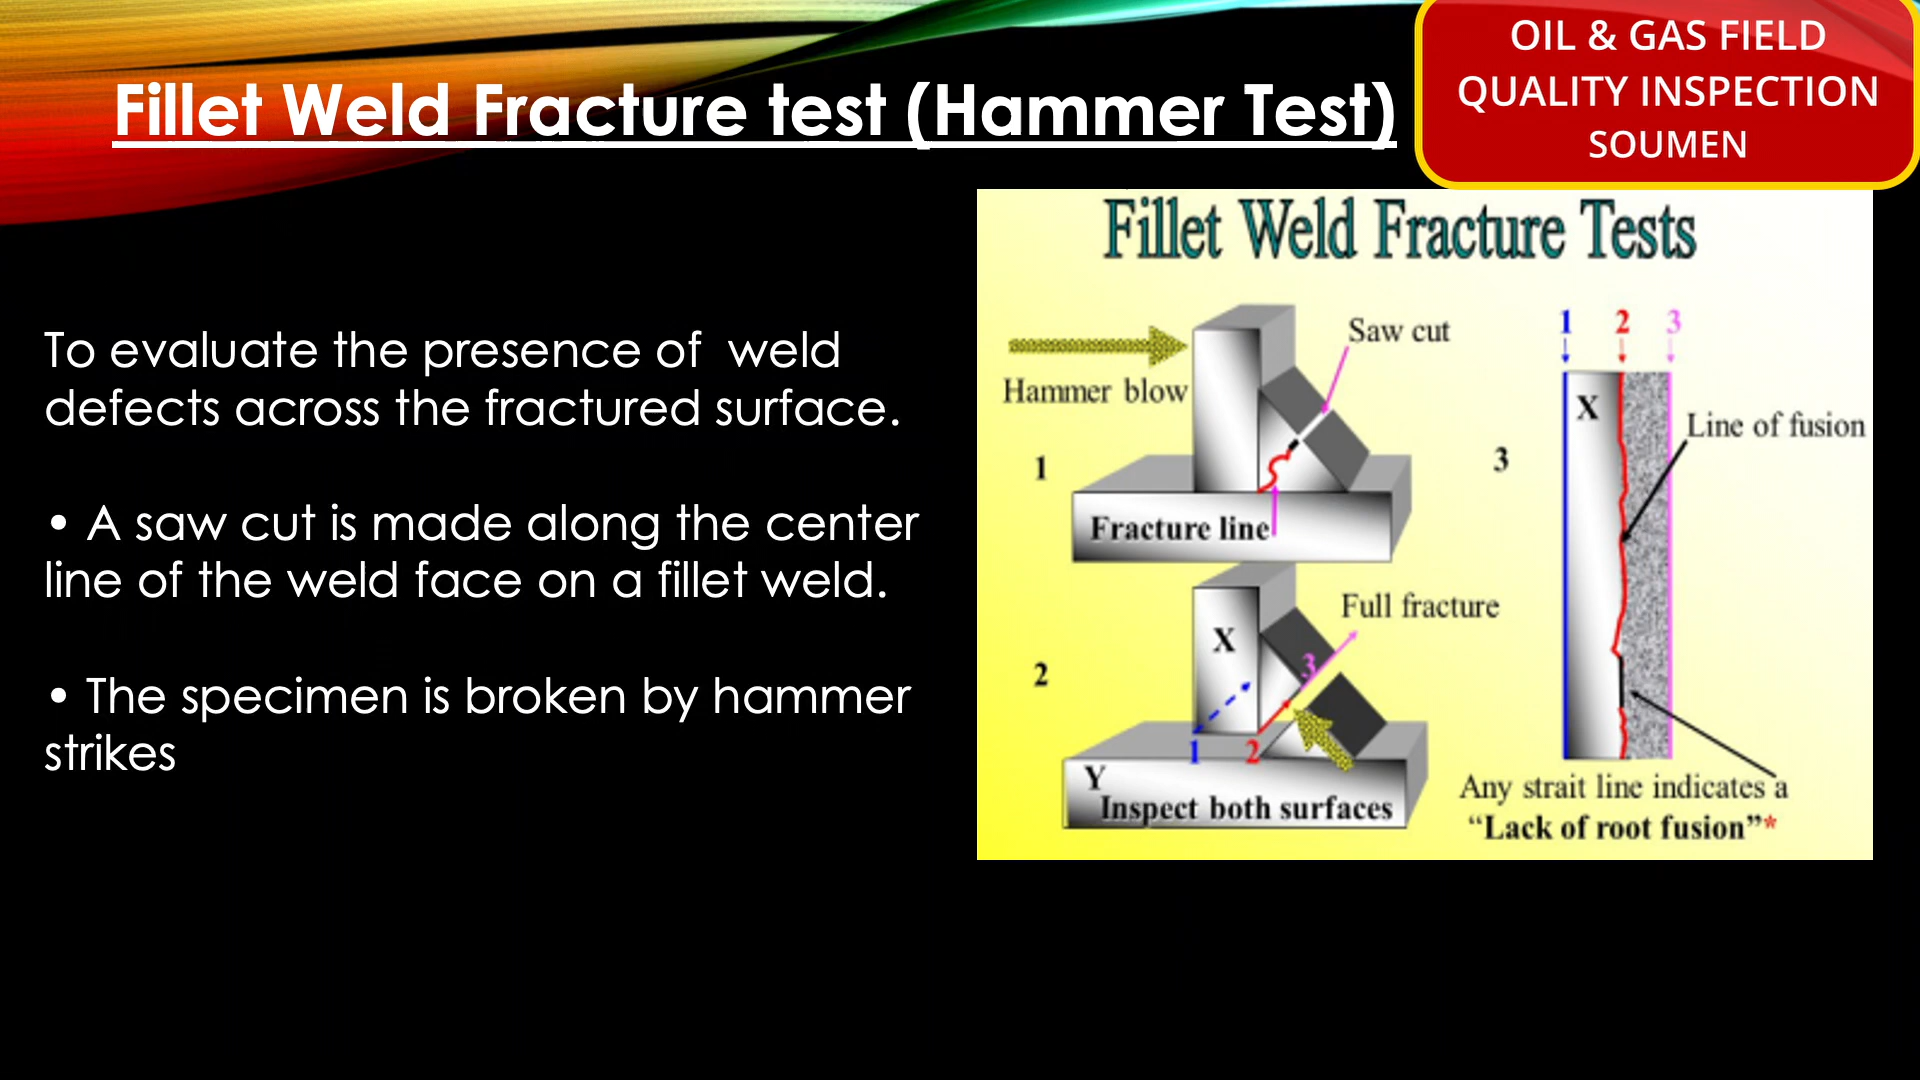 OIL & GAS FIELD
QUALITY INSPECTION
SOUMEN
Fillet Weld Fracture test (Hammer Test)
To evaluate the presence of  weld
defects across the fractured surface.
• A saw cut is made along the center
line of the weld face on a fillet weld.
• The specimen is broken by hammer
strikes
Fillet Weld Fracture Tests
Saw cut
Hammer blow
1
Fracture line
Full fracture
X
3
2
1 2
Y
Inspect both surfaces
1 2 3
X
Line of fusion
3
Any strait line indicates a
“Lack of root fusion”*